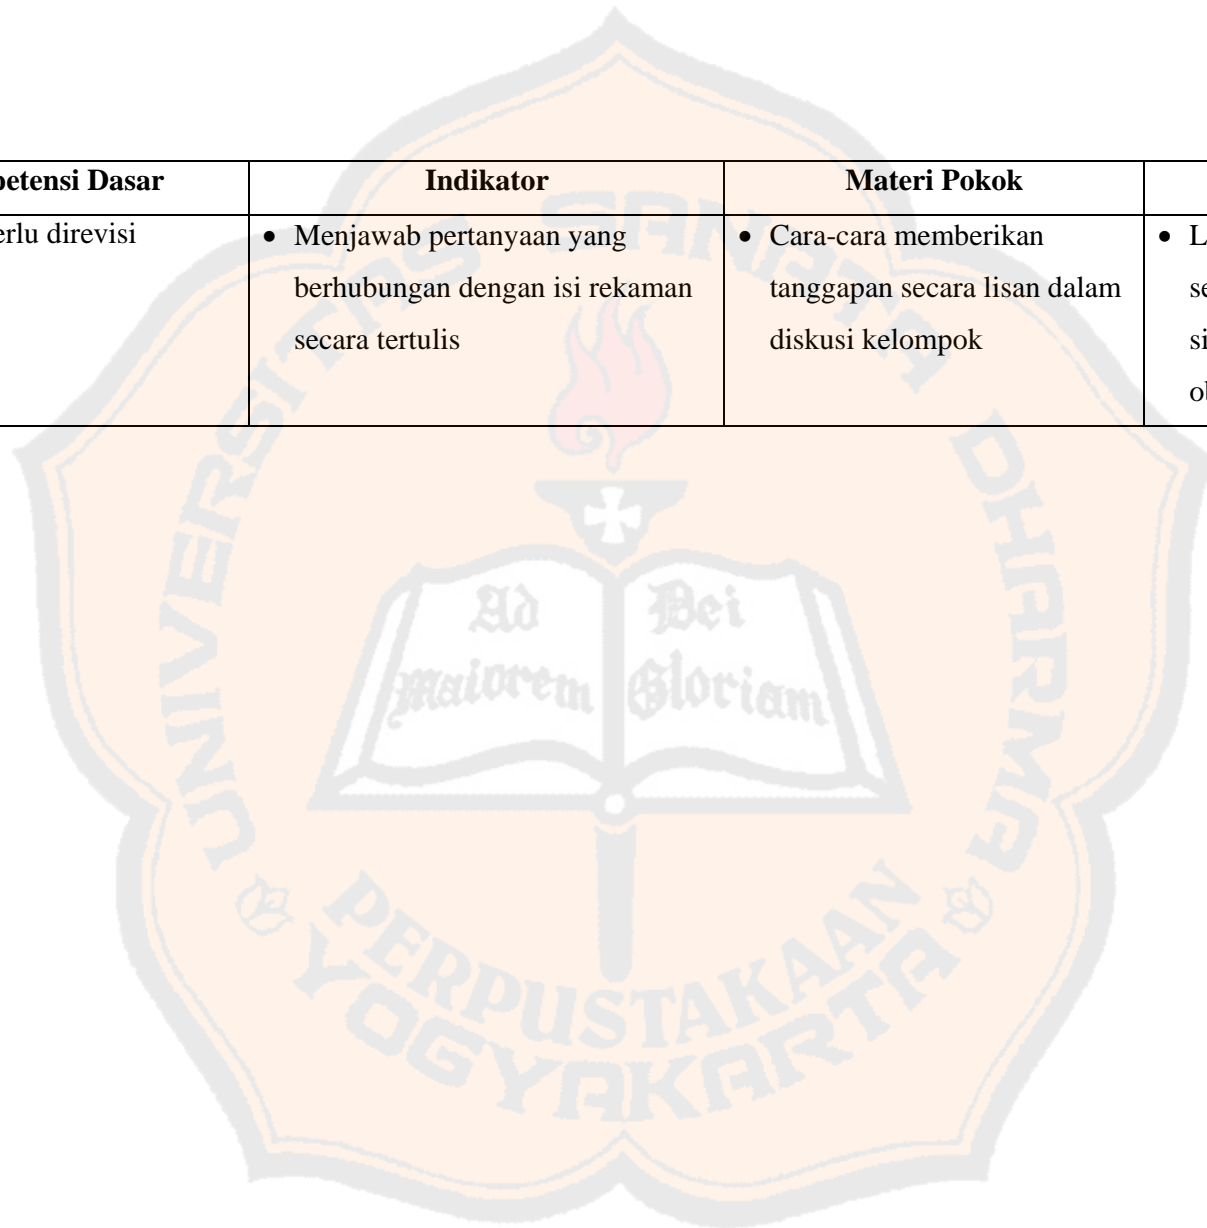 petensi Dasar
Indikator
Materi Pokok
erlu direvisi
• Menjawab pertanyaan yang
berhubungan dengan isi rekaman
secara tertulis
• Cara-cara memberikan
tanggapan secara lisan dalam
diskusi kelompok
• L
se
si
ob
UNIVERSITAS SANATA DHARMA
Ad
maiorem
Dei
Gloriam
PERPUSTAKAAN
YOGYAKARTA